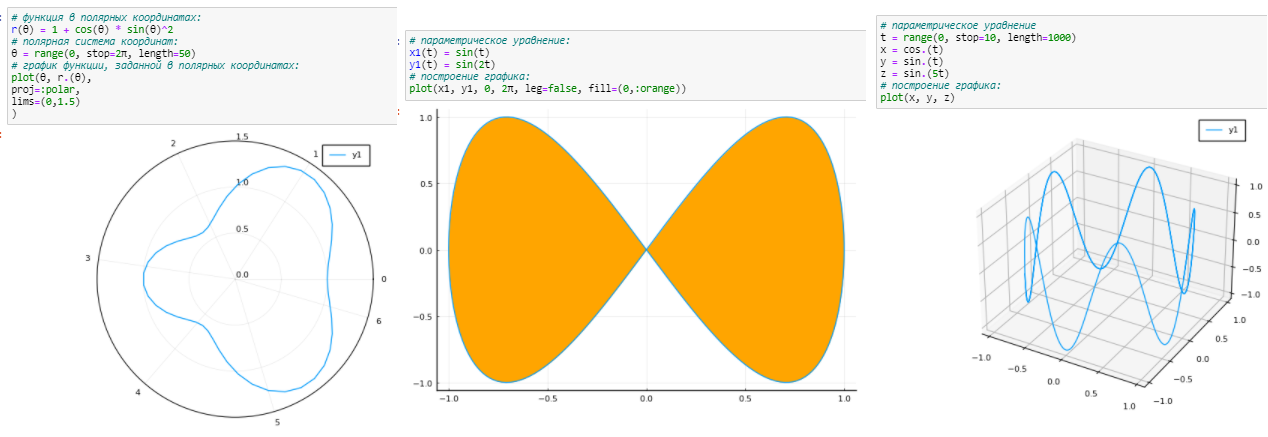 # функция в полярных координатах:
r(θ) = 1 + cos(θ) * sin(θ)^2
# полярная система координат:
θ = range(0, stop=2π, length=50)
# график функции, заданной в полярных координатах:
plot(θ, r.(θ),
proj=:polar,
lims=(0,1.5)
)
y1
0
1
2
3
4
5
6
0.0
0.5
1.0
1.5
# параметрическое уравнение:
x1(t) = sin(t)
y1(t) = sin(2t)
# построение графика:
plot(x1, y1, 0, 2π, leg=false, fill=(0,:orange))
1.0
0.5
0.0
−0.5
−1.0
−1.0
−0.5
0.0
0.5
1.0
# параметрическое уравнение
t = range(0, stop=10, length=1000)
x = cos.(t)
y = sin.(t)
z = sin.(5t)
# построение графика:
plot(x, y, z)
y1
1.0
0.5
0.0
−0.5
−1.0
−1.0
−0.5
0.0
0.5
1.0
−1.0
−0.5
0.0
0.5
1.0